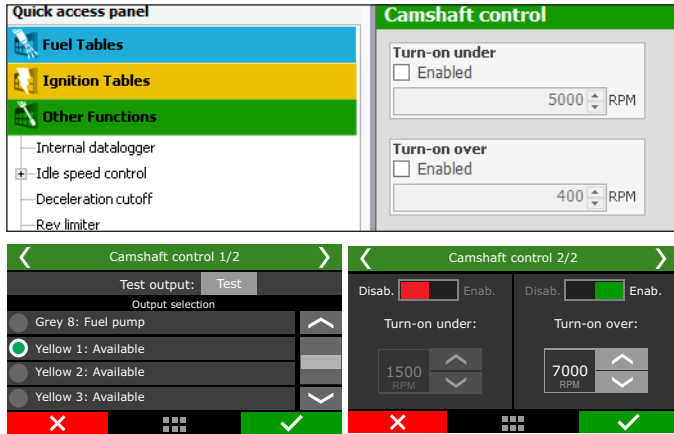 Quick access panel
Fuel Tables
Ignition Tables
Other Functions
Internal datalogger
Idle speed control
Deceleration cutoff
Rev limiter
Camshaft control
Turn-on under
Enabled
5000 RPM
Turn-on over
Enabled
400 RPM
Camshaft control 1/2
Test output: Test
Output selection
Grey 8: Fuel pump
Yellow 1: Available
Yellow 2: Available
Yellow 3: Available
Camshaft control 2/2
Disab. Enab. Disab. Enab.
Turn-on under: Turn-on over:
1500 7000
RPM RPM